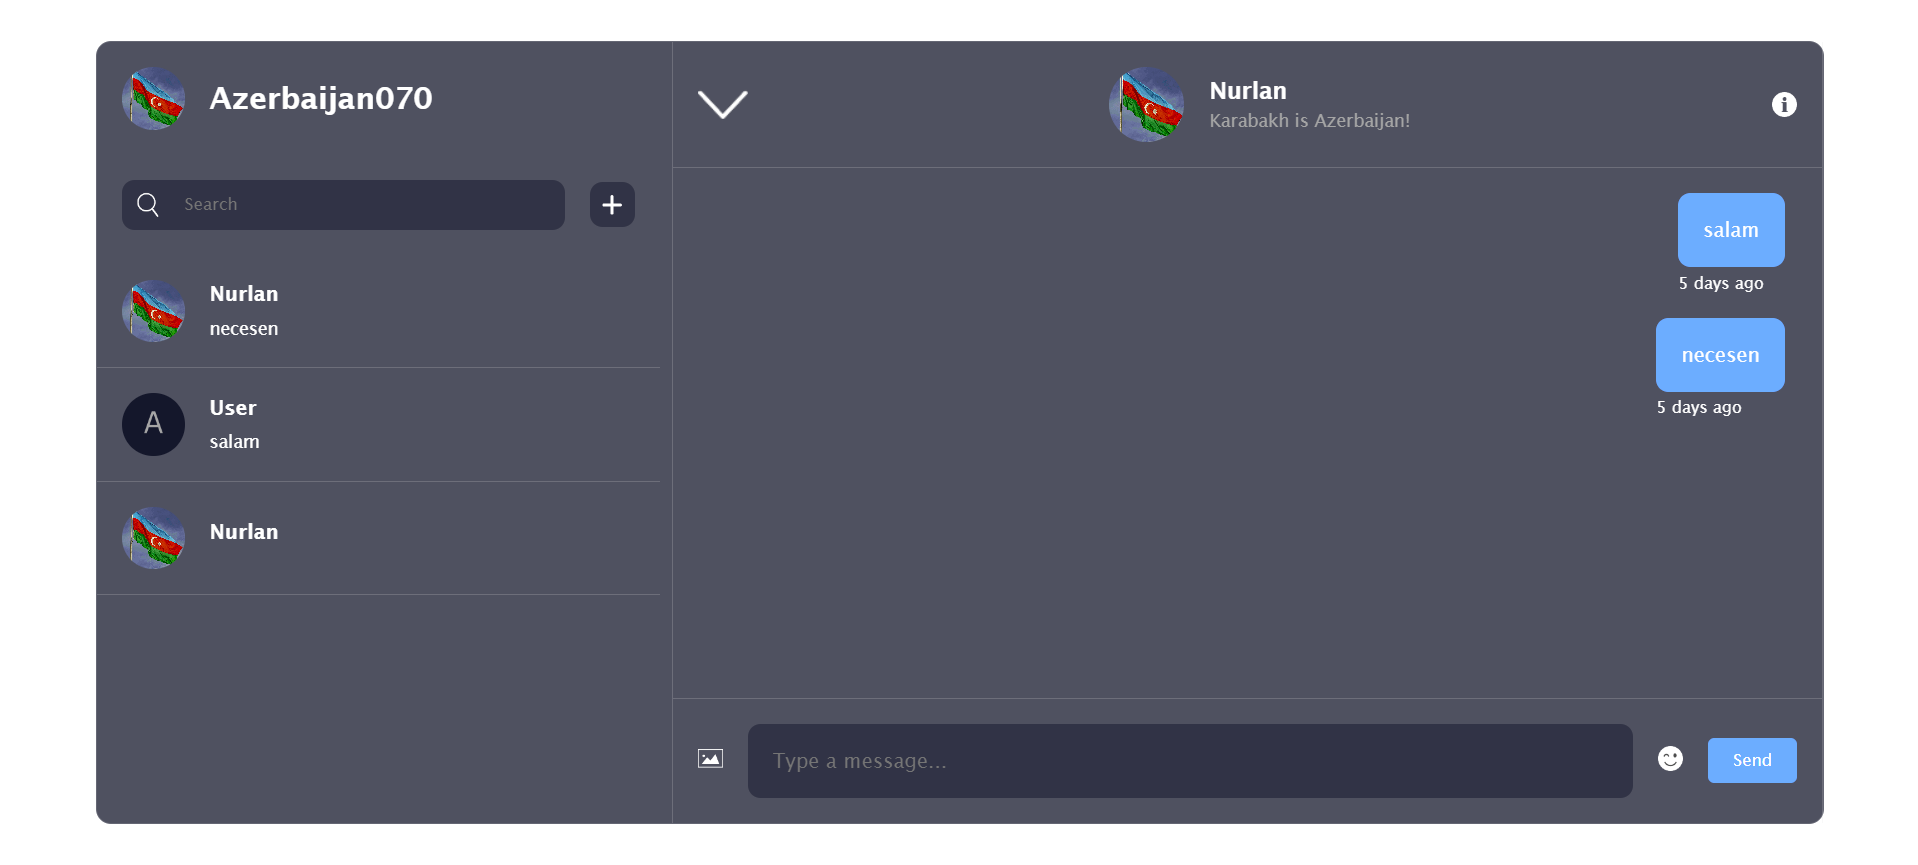 Azerbaijan070
Search
Nurlan
necesen
User
A
salam
Nurlan
Nurlan
Karabakh is Azerbaijan!
salam
5 days ago
necesen
5 days ago
Type a message...
Send